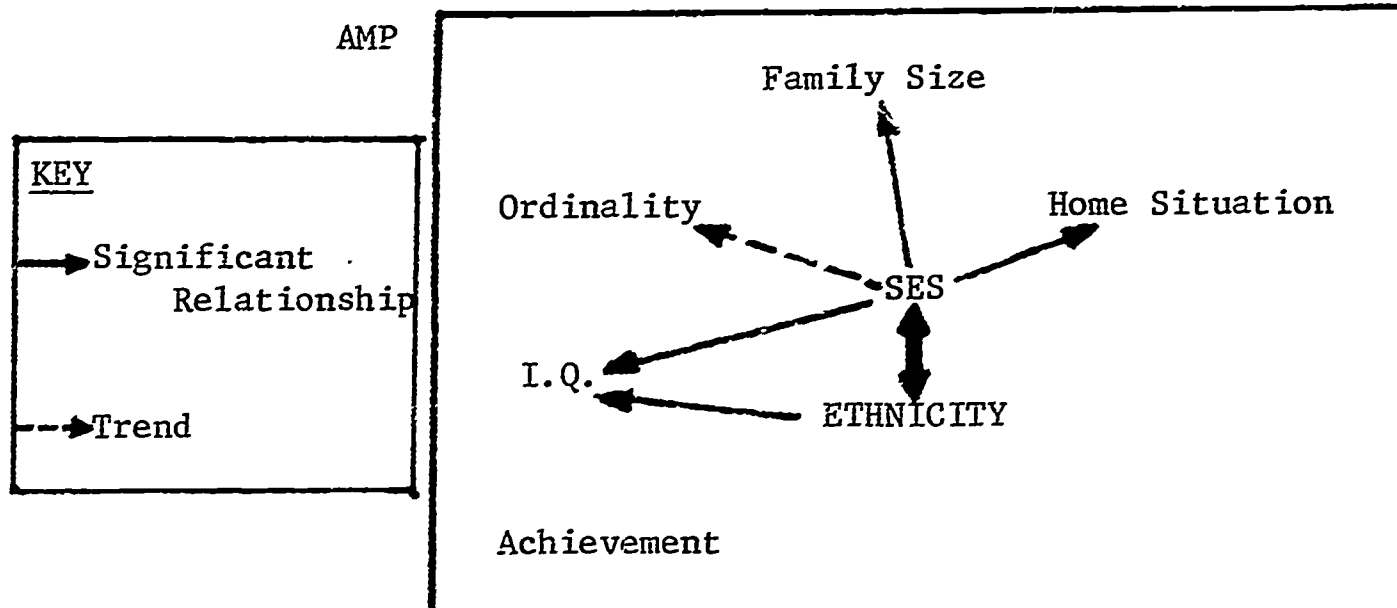 AMP
Family Size
KEY
Ordinality
Home Situation
Significant
Relationship
SES
I.Q.
ETHNICITY
Trend
Achievement